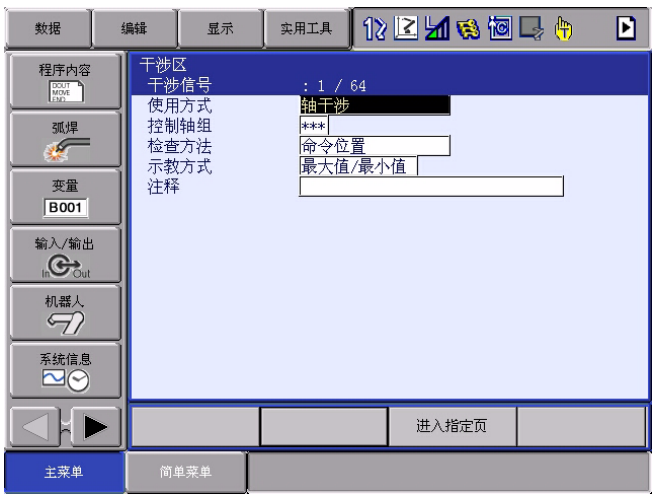 数据 编辑 显示 实用工具
程序内容
DOUT
MOVE
END
弧焊
变量
B001
输入/输出
In Out
机器人
系统信息
干涉区
干涉信号 : 1 / 64
使用方式 轴干涉
控制轴组 ***
检查方法 命令位置
示教方式 最大值/最小值
注释
进入指定页
主菜单 简单菜单